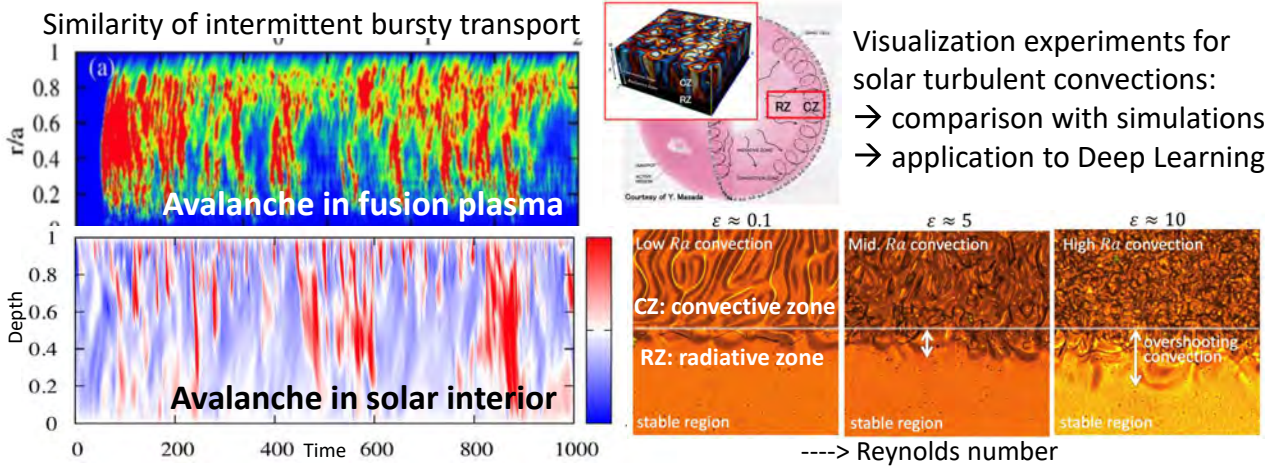 Similarity of intermittent bursty transport
0 1 2
(a)
1
0.8
0.6
0.4
0.2
r/a
Avalanche in fusion plasma
1
0.8
0.6
0.4
0.2
0
Depth
Avalanche in solar interior
0 200 Time 400 600 800 1000
CZ
RZ
RZ CZ
Courtesy of Y. Masada
Visualization experiments for
solar turbulent convections:
→ comparison with simulations
→ application to Deep Learning
ε ≈ 0.1
ε ≈ 5
ε ≈ 10
Low Ra convection
Mid. Ra convection
High Ra convection
CZ: convective zone
RZ: radiative zone
overshooting
convection
stable region
stable region
stable region
----> Reynolds number